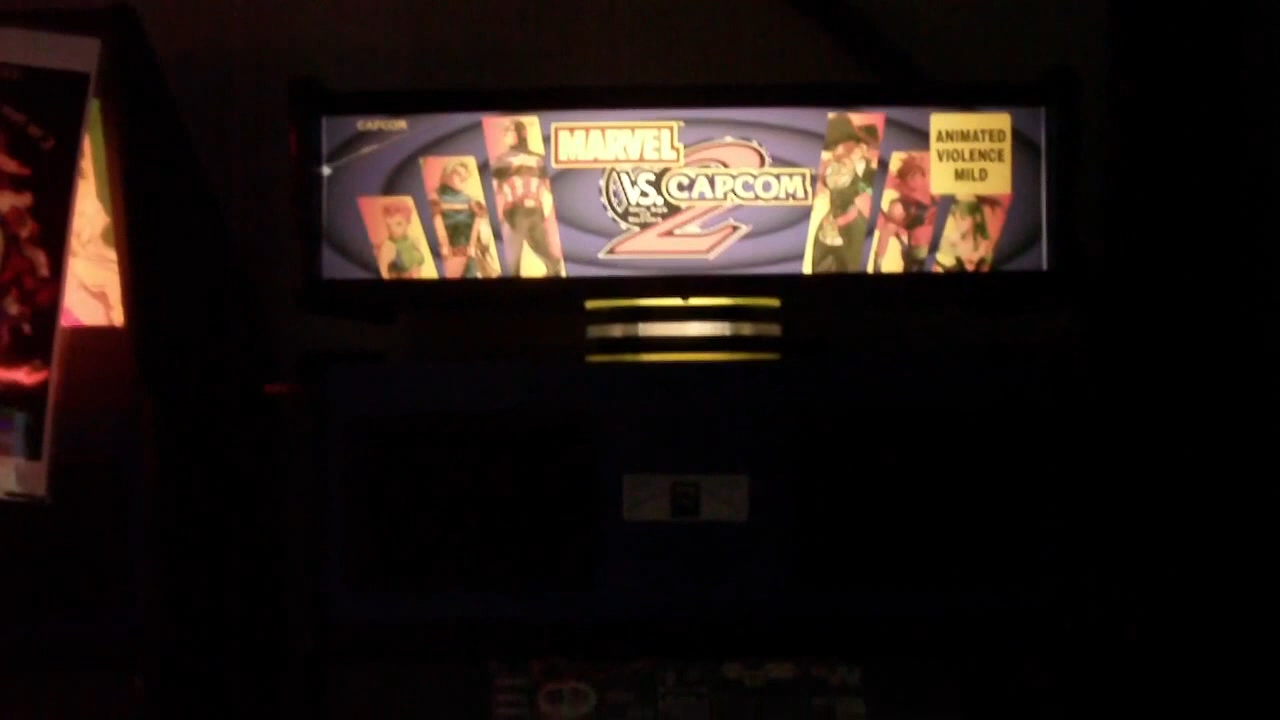 CAPCOM
MARVEL
VS. CAPCOM
2
ANIMATED
VIOLENCE
MILD